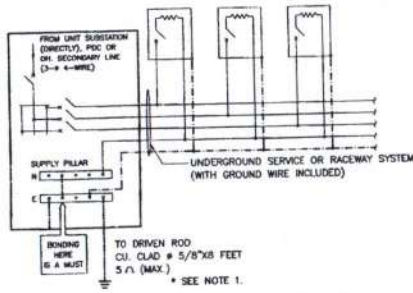 FROM UNIT SUBSTATION
(DIRECTLY), PDC OR
OH. SECONDARY LINE
(3-ø 4-WIRE)
SUPPLY PILLAR
N
E
UNDERGROUND SERVICE OR RACEWAY SYSTEM
(WITH GROUND WIRE INCLUDED)
BONDING
HERE
IS A MUST
TO DRIVEN ROD
CU. CLAD ø 5/8"X8 FEET
5 Ω (MAX.)
* SEE NOTE 1.